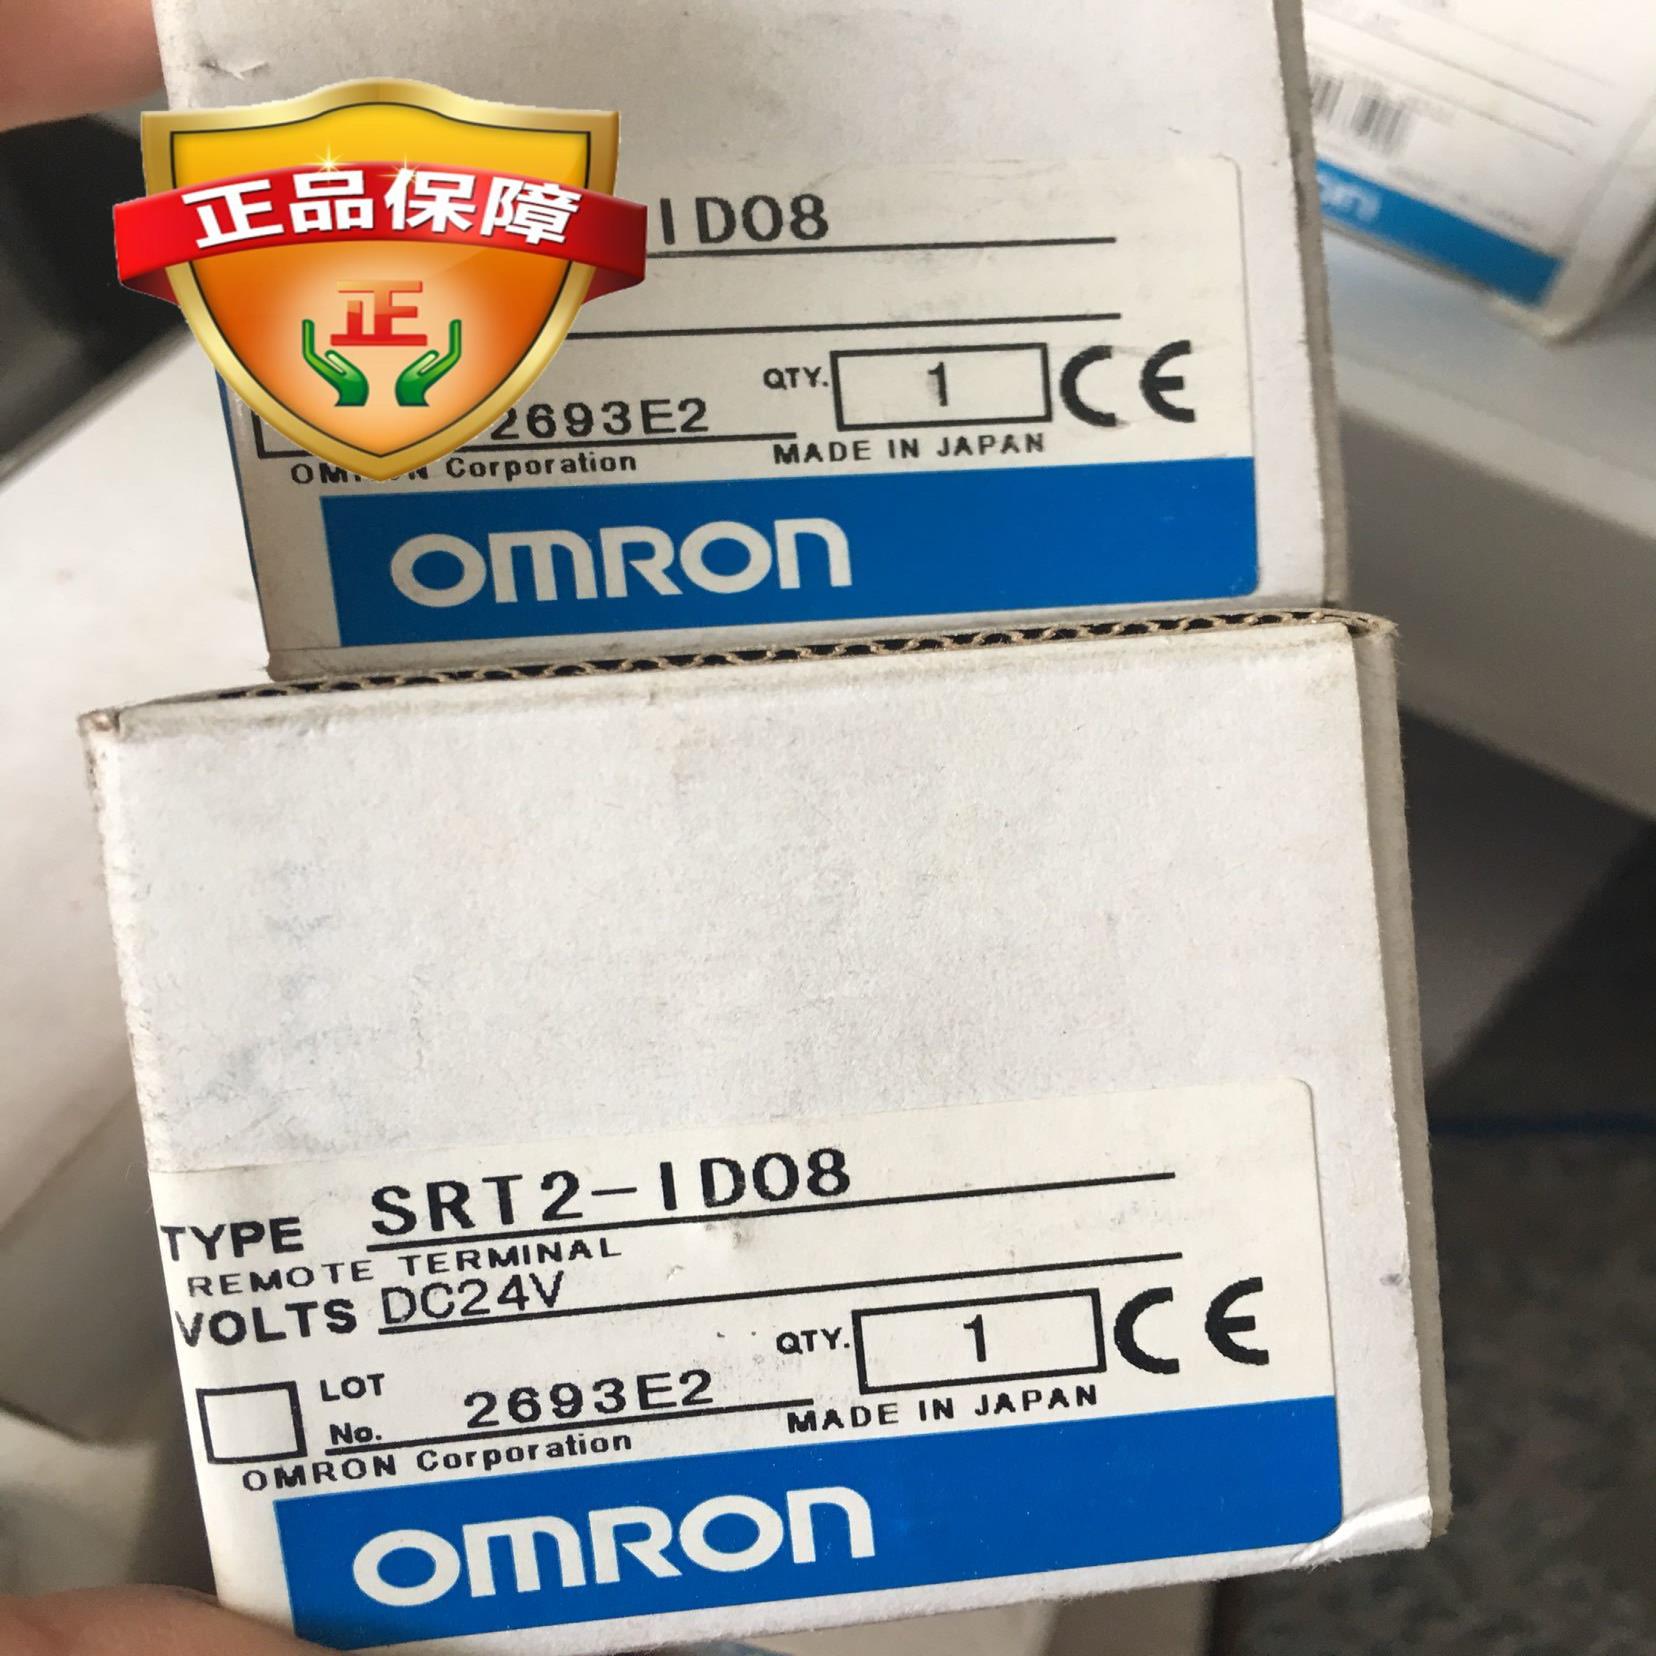 正品保障
正
ID08
2693E2
QTY. 1 CE
OMRON Corporation
MADE IN JAPAN
OMRON
TYPE SRT2-ID08
REMOTE TERMINAL
VOLTS DC24V
QTY. 1 CE
LOT
No. 2693E2
OMRON Corporation
MADE IN JAPAN
OMRON